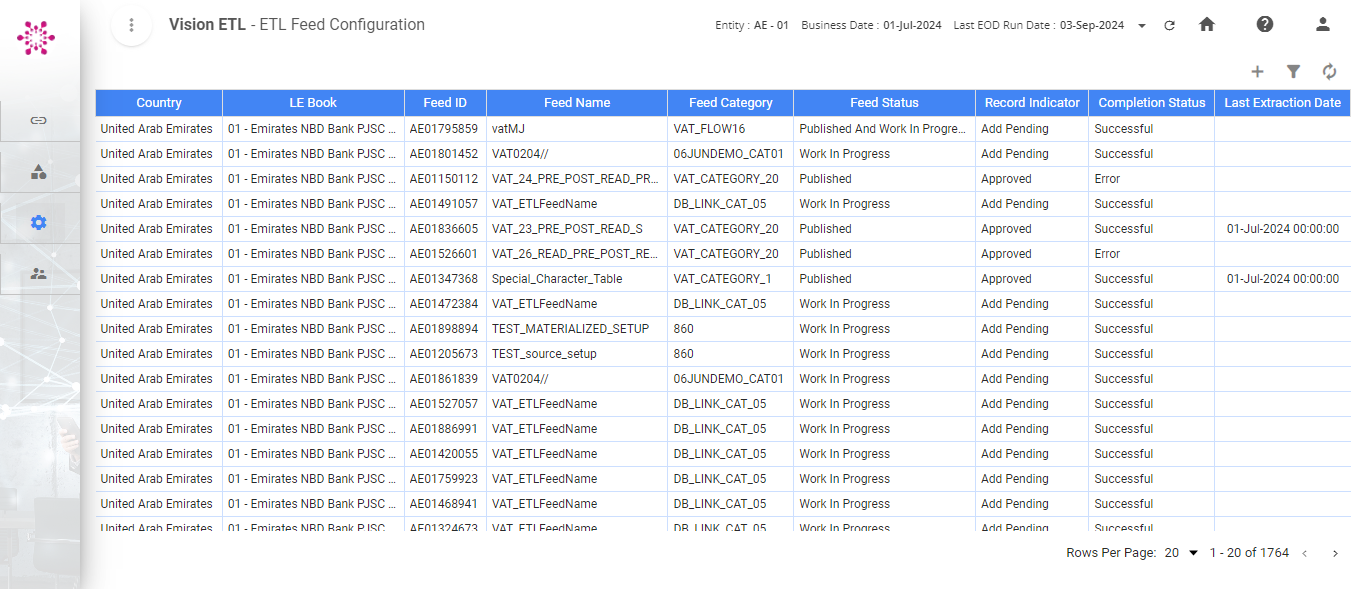 Vision ETL - ETL Feed Configuration
Entity : AE - 01 Business Date : 01-Jul-2024 Last EOD Run Date : 03-Sep-2024
Country LE Book Feed ID Feed Name Feed Category Feed Status Record Indicator Completion Status Last Extraction Date
United Arab Emirates 01 - Emirates NBD Bank PJSC ... AE01795859 vatMJ VAT_FLOW16 Published And Work In Progre... Add Pending Successful
United Arab Emirates 01 - Emirates NBD Bank PJSC ... AE01801452 VAT0204// 06JUNDEMO_CAT01 Work In Progress Add Pending Successful
United Arab Emirates 01 - Emirates NBD Bank PJSC ... AE01150112 VAT_24_PRE_POST_READ_PR... VAT_CATEGORY_20 Published Approved Error
United Arab Emirates 01 - Emirates NBD Bank PJSC ... AE01491057 VAT_ETLFeedName DB_LINK_CAT_05 Work In Progress Add Pending Successful
United Arab Emirates 01 - Emirates NBD Bank PJSC ... AE01836605 VAT_23_PRE_POST_READ_S VAT_CATEGORY_20 Published Approved Successful 01-Jul-2024 00:00:00
United Arab Emirates 01 - Emirates NBD Bank PJSC ... AE01526601 VAT_26_READ_PRE_POST_RE... VAT_CATEGORY_20 Published Approved Error
United Arab Emirates 01 - Emirates NBD Bank PJSC ... AE01347368 Special_Character_Table VAT_CATEGORY_1 Published Approved Successful 01-Jul-2024 00:00:00
United Arab Emirates 01 - Emirates NBD Bank PJSC ... AE01472384 VAT_ETLFeedName DB_LINK_CAT_05 Work In Progress Add Pending Successful
United Arab Emirates 01 - Emirates NBD Bank PJSC ... AE01898894 TEST_MATERIALIZED_SETUP 860 Work In Progress Add Pending Successful
United Arab Emirates 01 - Emirates NBD Bank PJSC ... AE01205673 TEST_source_setup 860 Work In Progress Add Pending Successful
United Arab Emirates 01 - Emirates NBD Bank PJSC ... AE01861839 VAT0204// 06JUNDEMO_CAT01 Work In Progress Add Pending Successful
United Arab Emirates 01 - Emirates NBD Bank PJSC ... AE01527057 VAT_ETLFeedName DB_LINK_CAT_05 Work In Progress Add Pending Successful
United Arab Emirates 01 - Emirates NBD Bank PJSC ... AE01886991 VAT_ETLFeedName DB_LINK_CAT_05 Work In Progress Add Pending Successful
United Arab Emirates 01 - Emirates NBD Bank PJSC ... AE01420055 VAT_ETLFeedName DB_LINK_CAT_05 Work In Progress Add Pending Successful
United Arab Emirates 01 - Emirates NBD Bank PJSC ... AE01759923 VAT_ETLFeedName DB_LINK_CAT_05 Work In Progress Add Pending Successful
United Arab Emirates 01 - Emirates NBD Bank PJSC ... AE01468941 VAT_ETLFeedName DB_LINK_CAT_05 Work In Progress Add Pending Successful
United Arab Emirates 01 - Emirates NBD Bank PJSC ... AE01324673 VAT_ETLFeedName DB_LINK_CAT_05 Work In Progress Add Pending Successful
Rows Per Page: 20 1 - 20 of 1764